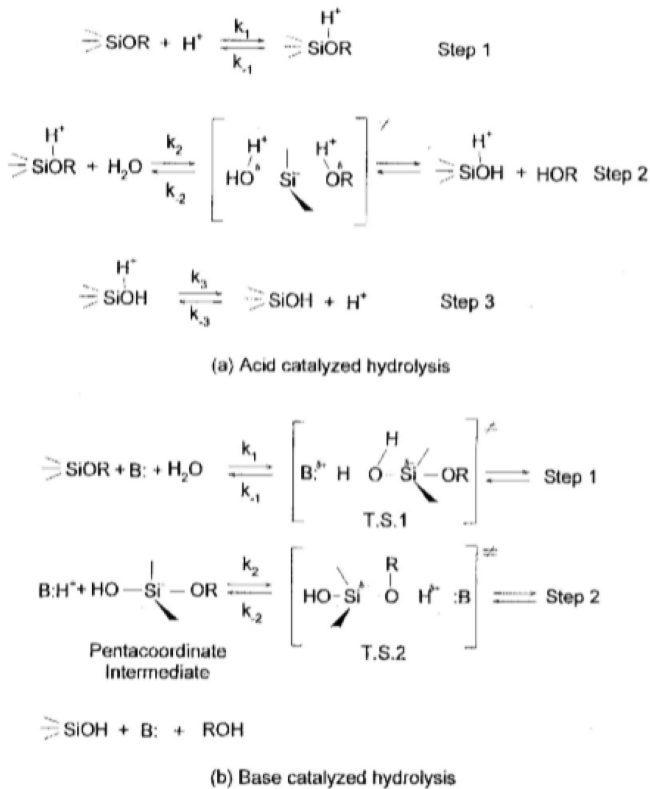 H⁺
SiOR + H⁺ k₁ k₋₁ SiOR Step 1
H⁺
SiOR + H₂O k₂ k₋₂ [ H⁺ HO δ Si H⁺ OR δ ]≠ H⁺ SiOH + HOR Step 2
H⁺
SiOH k₃ k₋₃ SiOH + H⁺ Step 3
(a) Acid catalyzed hydrolysis
SiOR + B: + H₂O k₁ k₋₁ [ B:δ⁺ H H O Si OR ]≠ Step 1
T.S.1
B:H⁺ + HO — Si — OR k₂ k₋₂ [ HO-Si R O Hδ⁺ :B ]≠ Step 2
Pentacoordinate
Intermediate
T.S.2
SiOH + B: + ROH
(b) Base catalyzed hydrolysis